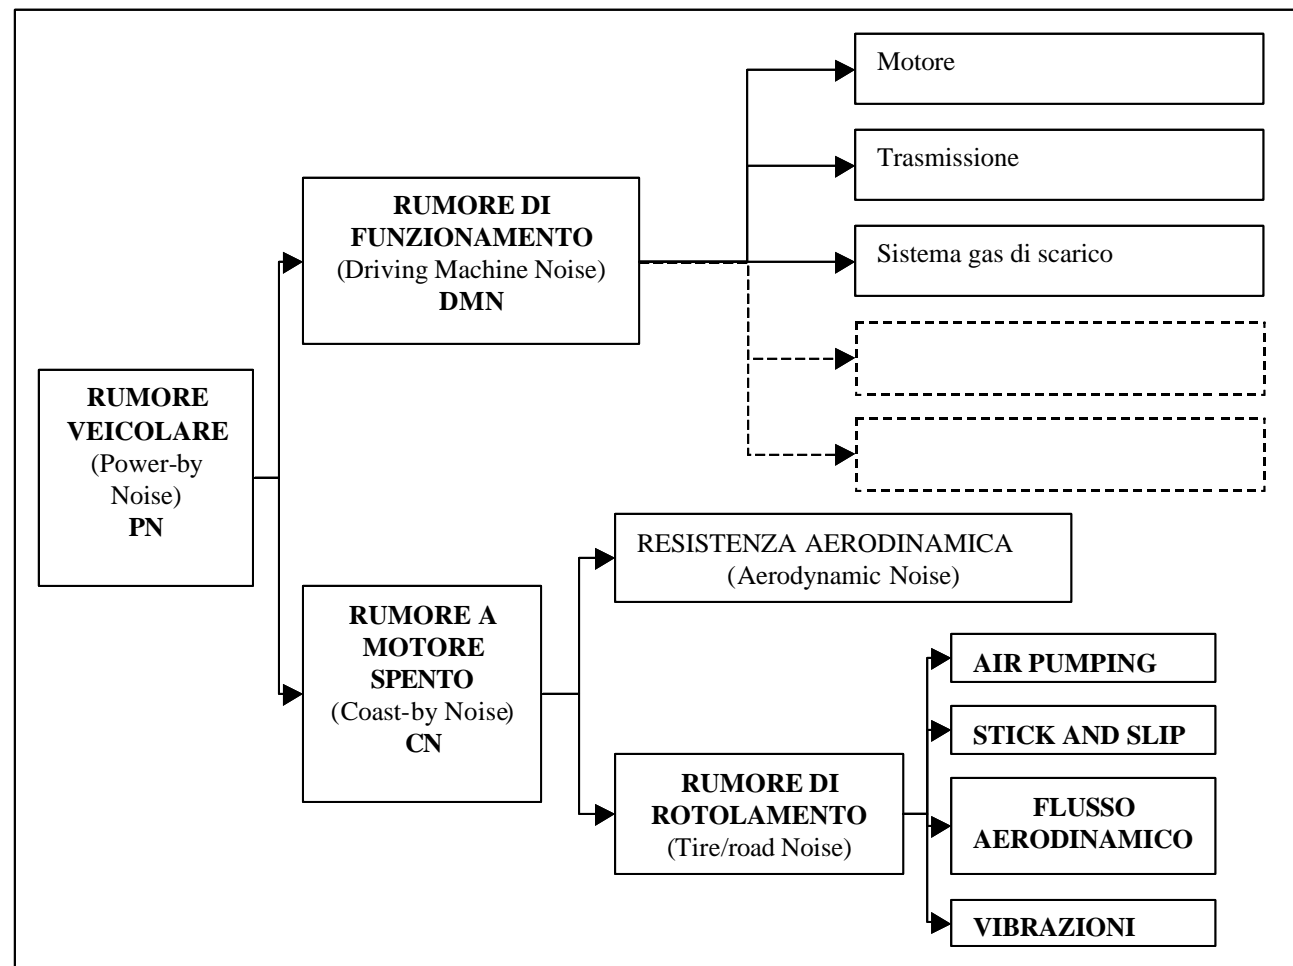 Motore
Trasmissione
RUMORE DI
FUNZIONAMENTO
(Driving Machine Noise)
DMN
Sistema gas di scarico
RUMORE
VEICOLARE
(Power-by
Noise)
PN
RESISTENZA AERODINAMICA
(Aerodynamic Noise)
RUMORE A
MOTORE
SPENTO
(Coast-by Noise)
CN
AIR PUMPING
STICK AND SLIP
RUMORE DI
ROTOLAMENTO
(Tire/road Noise)
FLUSSO
AERODINAMICO
VIBRAZIONI